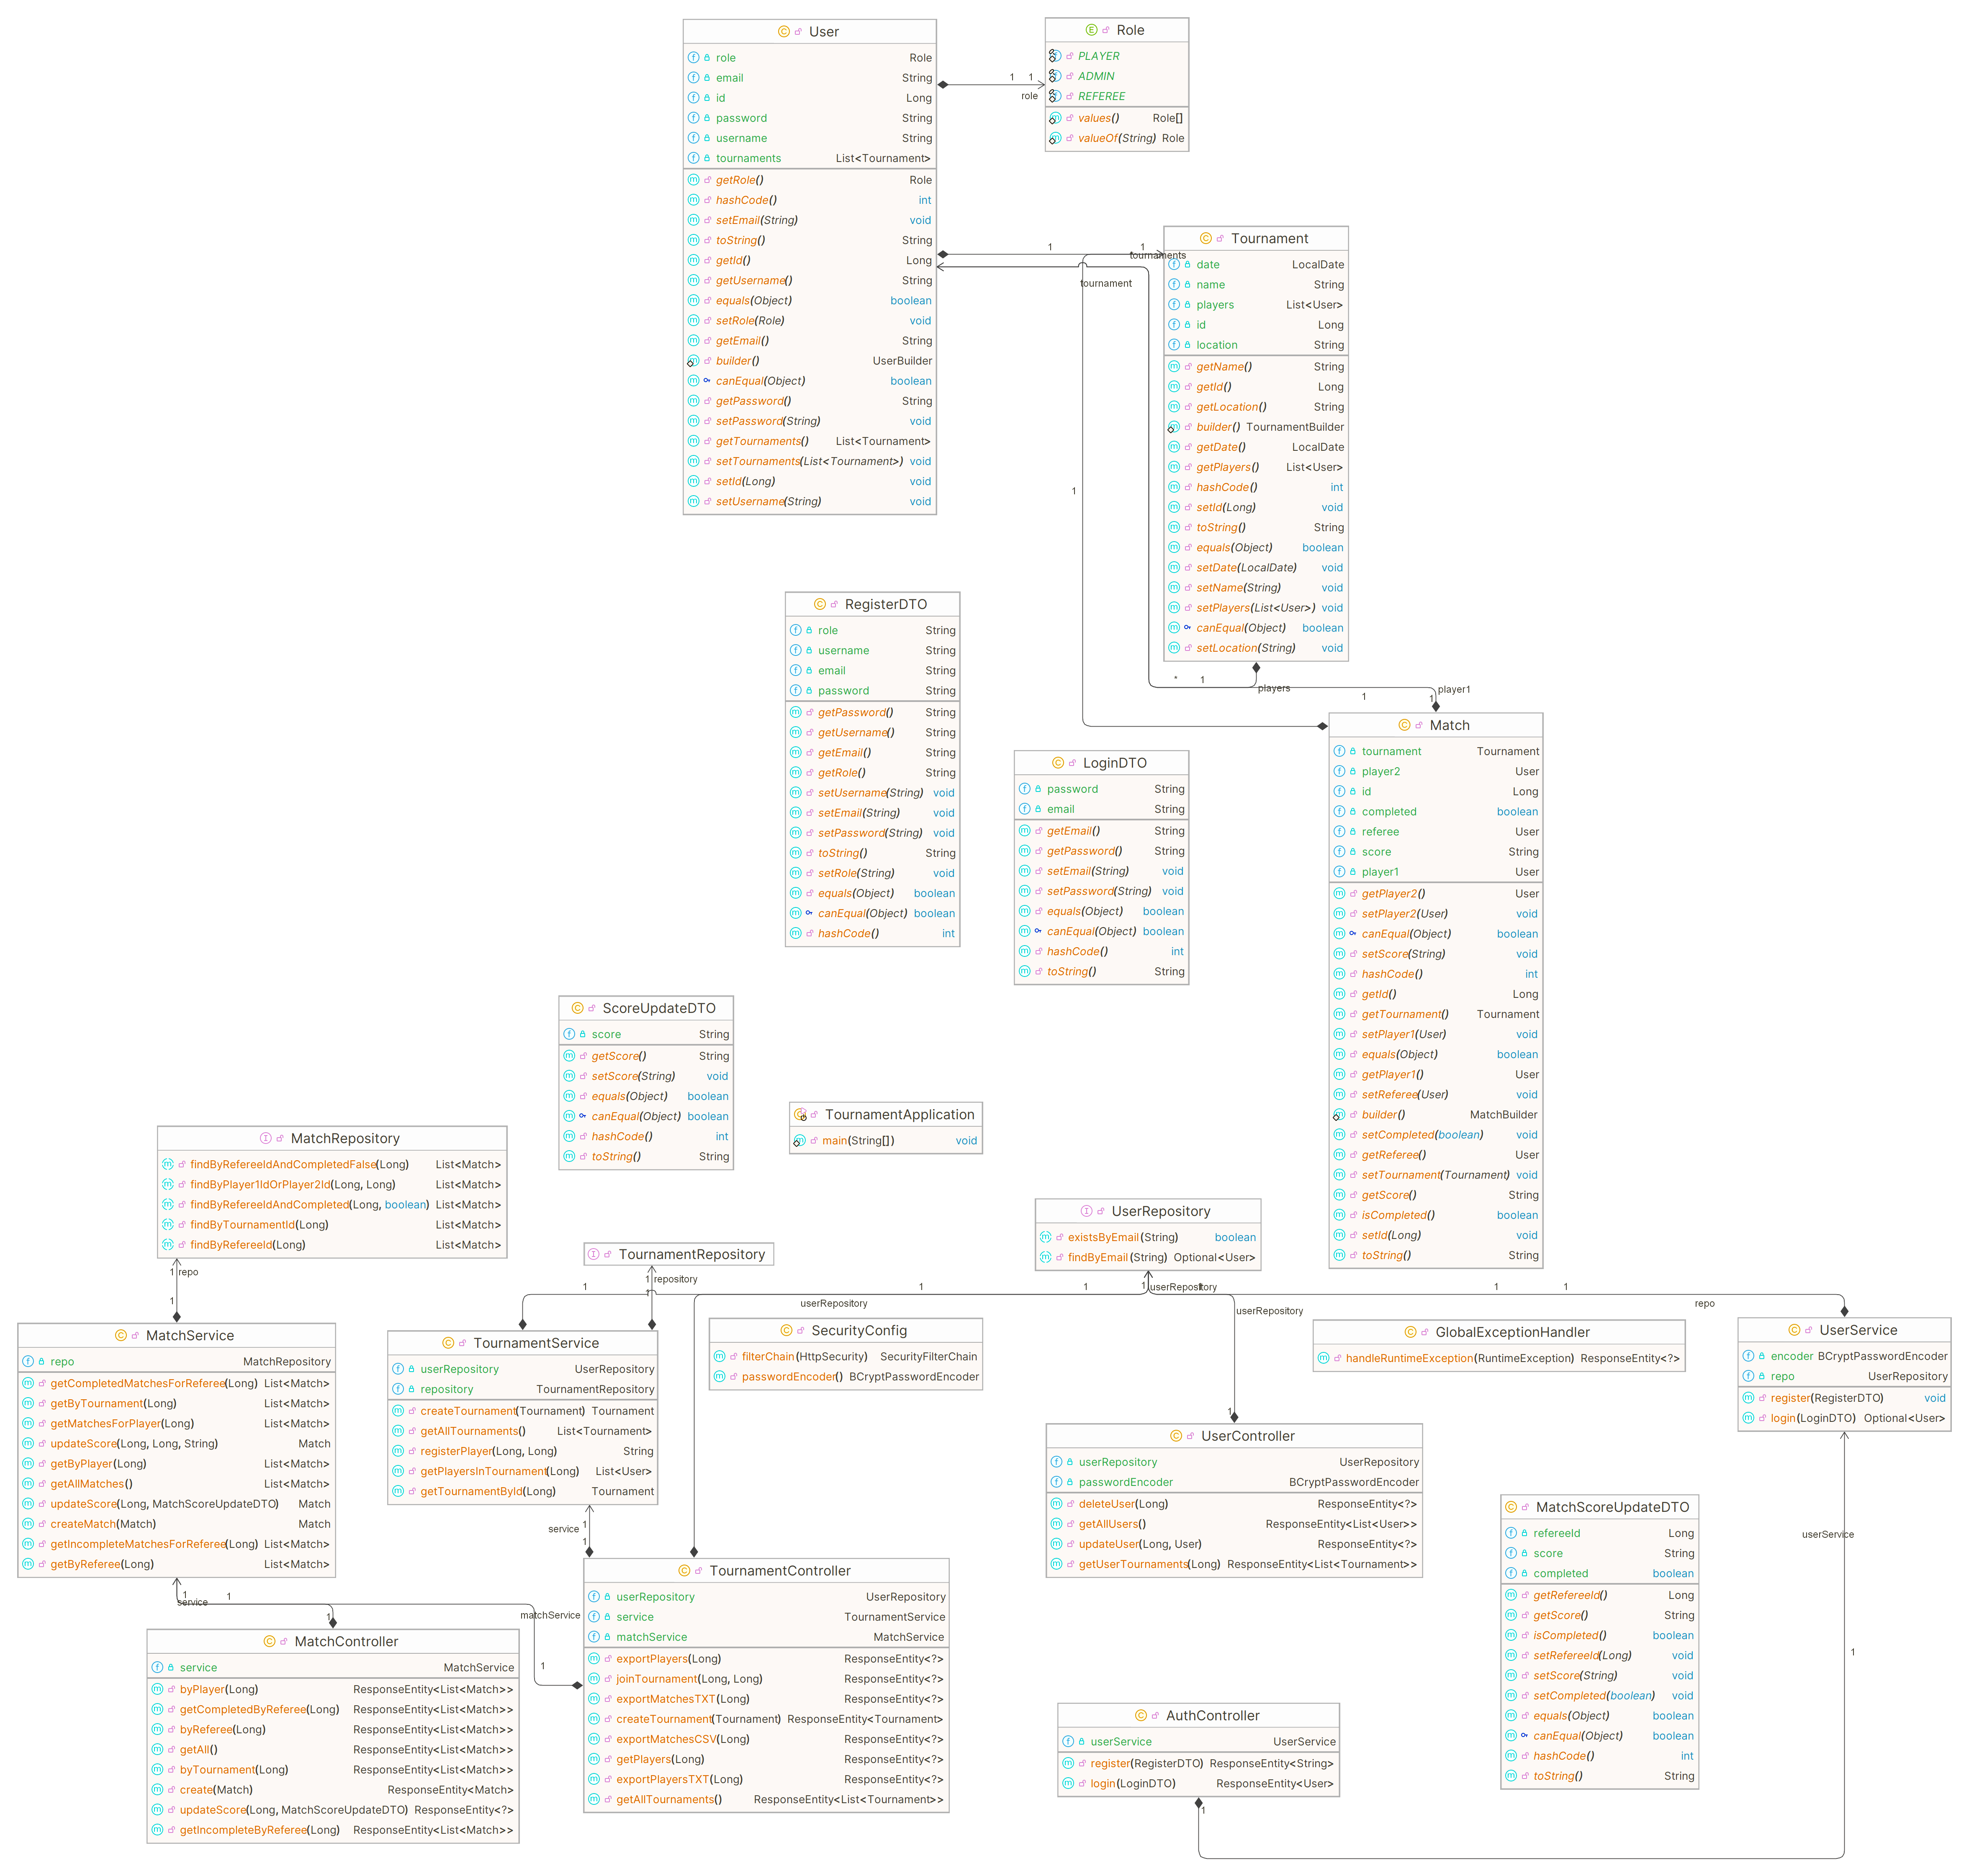 User
role Role
email String
id Long
password String
username String
tournaments List<Tournament>
getRole() Role
hashCode() int
setEmail(String) void
toString() String
getId() Long
getUsername() String
equals(Object) boolean
setRole(Role) void
getEmail() String
builder() UserBuilder
canEqual(Object) boolean
getPassword() String
setPassword(String) void
getTournaments() List<Tournament>
setTournaments(List<Tournament>) void
setId(Long) void
setUsername(String) void
1 1
role
Role
PLAYER
ADMIN
REFEREE
values() Role[]
valueOf(String) Role
1 1
tournaments
tournament
1
Tournament
date LocalDate
name String
players List<User>
id Long
location String
getName() String
getId() Long
getLocation() String
builder() TournamentBuilder
getDate() LocalDate
getPlayers() List<User>
hashCode() int
setId(Long) void
toString() String
equals(Object) boolean
setDate(LocalDate) void
setName(String) void
setPlayers(List<User>) void
canEqual(Object) boolean
setLocation(String) void
* 1
players
1
player1
1
RegisterDTO
role String
username String
email String
password String
getPassword() String
getUsername() String
getEmail() String
getRole() String
setUsername(String) void
setEmail(String) void
setPassword(String) void
toString() String
setRole(String) void
equals(Object) boolean
canEqual(Object) boolean
hashCode() int
LoginDTO
password String
email String
getEmail() String
getPassword() String
setEmail(String) void
setPassword(String) void
equals(Object) boolean
canEqual(Object) boolean
hashCode() int
toString() String
Match
tournament Tournament
player2 User
id Long
completed boolean
referee User
score String
player1 User
getPlayer2() User
setPlayer2(User) void
canEqual(Object) boolean
setScore(String) void
hashCode() int
getId() Long
getTournament() Tournament
setPlayer1(User) void
equals(Object) boolean
getPlayer1() User
setReferee(User) void
builder() MatchBuilder
setCompleted(boolean) void
getReferee() User
setTournament(Tournament) void
getScore() String
isCompleted() boolean
setId(Long) void
toString() String
ScoreUpdateDTO
score String
getScore() String
setScore(String) void
equals(Object) boolean
canEqual(Object) boolean
hashCode() int
toString() String
TournamentApplication
main(String[]) void
MatchRepository
findByRefereeIdAndCompletedFalse(Long) List<Match>
findByPlayer1IdOrPlayer2Id(Long, Long) List<Match>
findByRefereeIdAndCompleted(Long, boolean) List<Match>
findByTournamentId(Long) List<Match>
findByRefereeId(Long) List<Match>
1 repo
1
TournamentRepository
1 repository
1
UserRepository
existsByEmail(String) boolean
findByEmail(String) Optional<User>
1 1 1 1 userRepository 1 1
userRepository
userRepository
repo
MatchService
repo MatchRepository
getCompletedMatchesForReferee(Long) List<Match>
getByTournament(Long) List<Match>
getMatchesForPlayer(Long) List<Match>
updateScore(Long, Long, String) Match
getByPlayer(Long) List<Match>
getAllMatches() List<Match>
updateScore(Long, MatchScoreUpdateDTO) Match
createMatch(Match) Match
getIncompleteMatchesForReferee(Long) List<Match>
getByReferee(Long) List<Match>
TournamentService
userRepository UserRepository
repository TournamentRepository
createTournament(Tournament) Tournament
getAllTournaments() List<Tournament>
registerPlayer(Long, Long) String
getPlayersInTournament(Long) List<User>
getTournamentById(Long) Tournament
1
service
1
SecurityConfig
filterChain(HttpSecurity) SecurityFilterChain
passwordEncoder() BCryptPasswordEncoder
GlobalExceptionHandler
handleRuntimeException(RuntimeException) ResponseEntity<?>
UserService
encoder BCryptPasswordEncoder
repo UserRepository
register(RegisterDTO) void
login(LoginDTO) Optional<User>
1
UserController
userRepository UserRepository
passwordEncoder BCryptPasswordEncoder
deleteUser(Long) ResponseEntity<?>
getAllUsers() ResponseEntity<List<User>>
updateUser(Long, User) ResponseEntity<?>
getUserTournaments(Long) ResponseEntity<List<Tournament>>
MatchScoreUpdateDTO
refereeId Long
score String
completed boolean
getRefereeId() Long
getScore() String
isCompleted() boolean
setRefereeId(Long) void
setScore(String) void
setCompleted(boolean) void
equals(Object) boolean
canEqual(Object) boolean
hashCode() int
toString() String
userService
1
1
service
1
1
matchService
1
MatchController
service MatchService
byPlayer(Long) ResponseEntity<List<Match>>
getCompletedByReferee(Long) ResponseEntity<List<Match>>
byReferee(Long) ResponseEntity<List<Match>>
getAll() ResponseEntity<List<Match>>
byTournament(Long) ResponseEntity<List<Match>>
create(Match) ResponseEntity<Match>
updateScore(Long, MatchScoreUpdateDTO) ResponseEntity<?>
getIncompleteByReferee(Long) ResponseEntity<List<Match>>
TournamentController
userRepository UserRepository
service TournamentService
matchService MatchService
exportPlayers(Long) ResponseEntity<?>
joinTournament(Long, Long) ResponseEntity<?>
exportMatchesTXT(Long) ResponseEntity<?>
createTournament(Tournament) ResponseEntity<Tournament>
exportMatchesCSV(Long) ResponseEntity<?>
getPlayers(Long) ResponseEntity<?>
exportPlayersTXT(Long) ResponseEntity<?>
getAllTournaments() ResponseEntity<List<Tournament>>
AuthController
userService UserService
register(RegisterDTO) ResponseEntity<String>
login(LoginDTO) ResponseEntity<User>
1